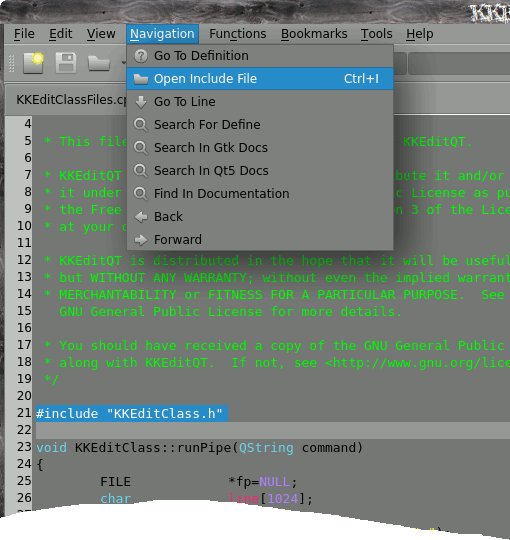 KK
File Edit View Navigation Functions Bookmarks Tools Help
Go To Definition
Open Include File Ctrl+I
Go To Line
Search For Define
Search In Gtk Docs
Search In Qt5 Docs
Find In Documentation
Back
Forward
KKEditClassFiles.cp
4
5 * This file KKEditQT.
6
7 * KKEditQT bute it and/or
8 * it under c License as pu
9 * the Free n 3 of the Lice
10 * at your
11
12 * KKEditQT is distributed in the hope that it will be useful
13 * but WITHOUT ANY WARRANTY; without even the implied warrant
14 * MERCHANTABILITY or FITNESS FOR A PARTICULAR PURPOSE. See
15 GNU General Public License for more details.
16
17 * You should have received a copy of the GNU General Public
18 * along with KKEditQT. If not, see <http://www.gnu.org/lice
19 */
20
21 #include "KKEditClass.h"
22
23 void KKEditClass::runPipe(QString command)
24 {
25 FILE *fp=NULL;
26 char [1024];